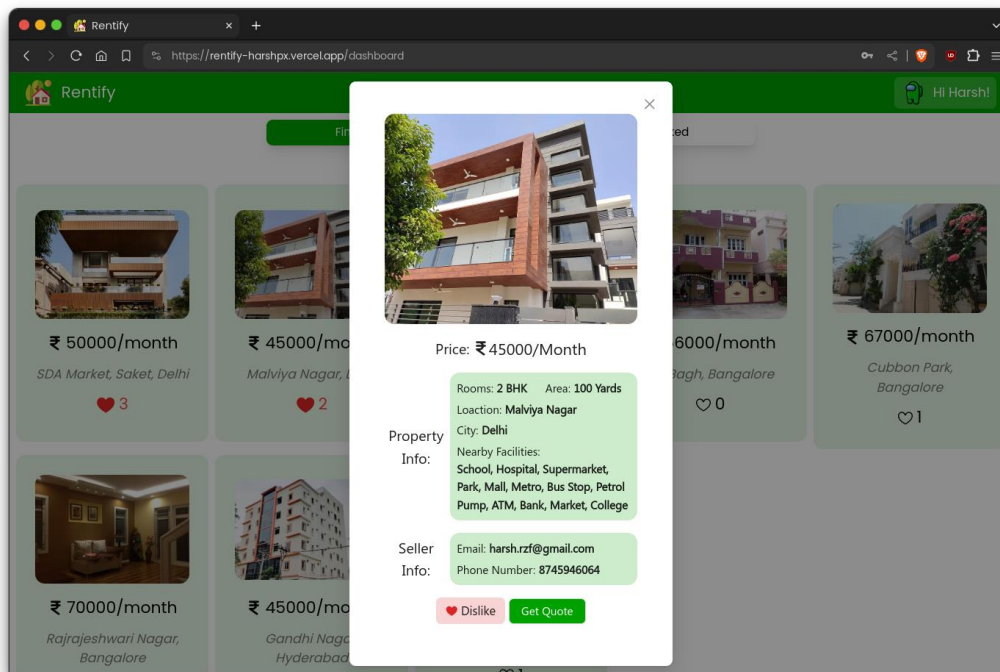 Rentify
https://rentify-harshpx.vercel.app/dashboard
Rentify
Hi Harsh!
Fin
ed
₹ 50000/month
SDA Market, Saket, Delhi
3
₹ 45000/mo
Malviya Nagar,
2
6000/month
Bagh, Bangalore
0
₹ 67000/month
Cubbon Park,
Bangalore
1
₹ 70000/month
Rajrajeshwari Nagar,
Bangalore
₹ 45000/mo
Gandhi Naga
Hyderabad
Price: ₹45000/Month
Property
Info:
Rooms: 2 BHK Area: 100 Yards
Loaction: Malviya Nagar
City: Delhi
Nearby Facilities:
School, Hospital, Supermarket,
Park, Mall, Metro, Bus Stop, Petrol
Pump, ATM, Bank, Market, College
Seller
Info:
Email: harsh.rzf@gmail.com
Phone Number: 8745946064
Dislike
Get Quote